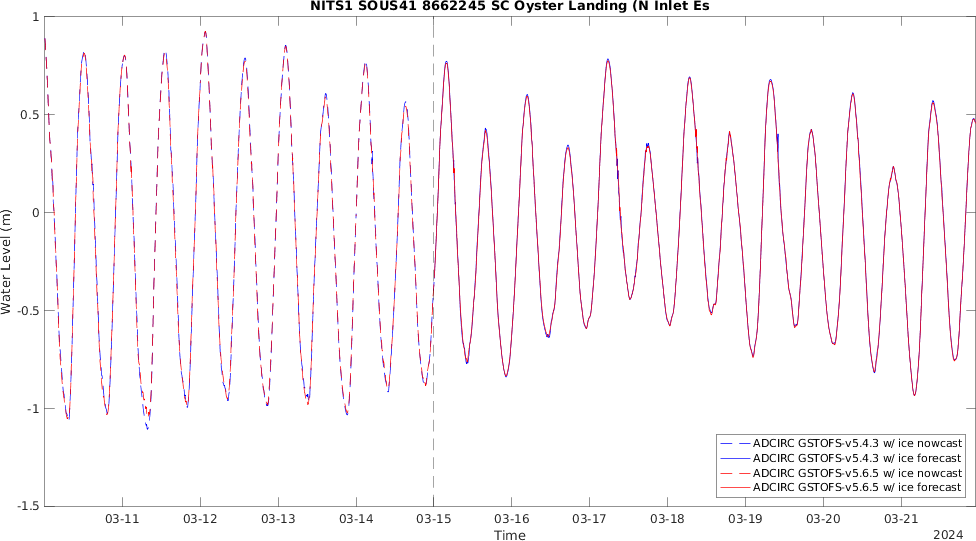 NITS1 SOUS41 8662245 SC Oyster Landing (N Inlet Es
Water Level (m)
1
0.5
0
-0.5
-1
-1.5
ADCIRC GSTOFS-v5.4.3 w/ ice nowcast
ADCIRC GSTOFS-v5.4.3 w/ ice forecast
ADCIRC GSTOFS-v5.6.5 w/ ice nowcast
ADCIRC GSTOFS-v5.6.5 w/ ice forecast
03-11 03-12 03-13 03-14 03-15 03-16 03-17 03-18 03-19 03-20 03-21
Time
2024